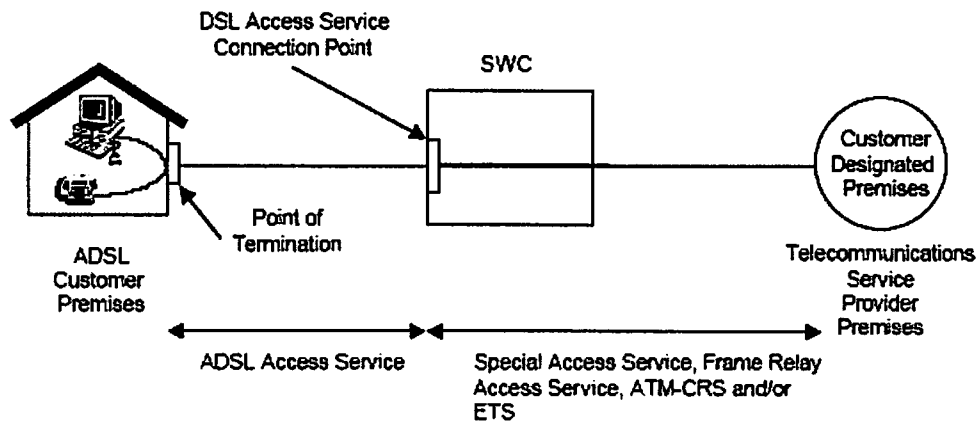 DSL Access Service
Connection Point
SWC
Customer
Designated
Premises
Point of
Termination
ADSL
Customer
Premises
Telecommunications
Service
Provider
Premises
ADSL Access Service
Special Access Service, Frame Relay
Access Service, ATM-CRS and/or
ETS